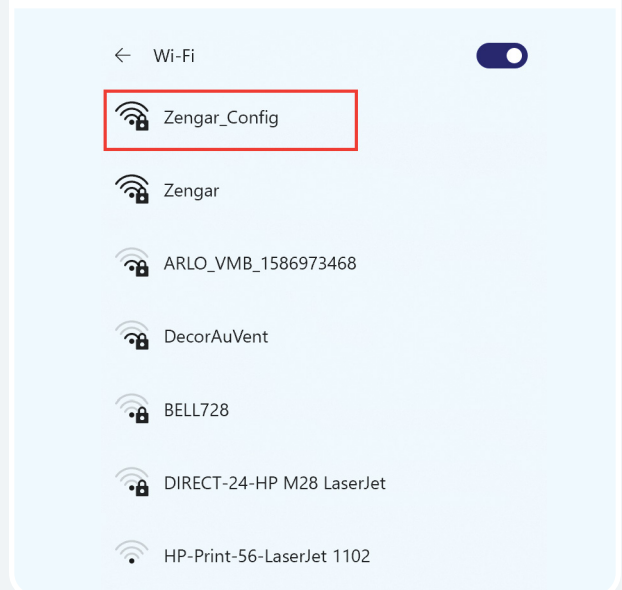 Wi-Fi
Zengar_Config
Zengar
ARLO_VMB_1586973468
DecorAuVent
BELL728
DIRECT-24-HP M28 LaserJet
HP-Print-56-LaserJet 1102